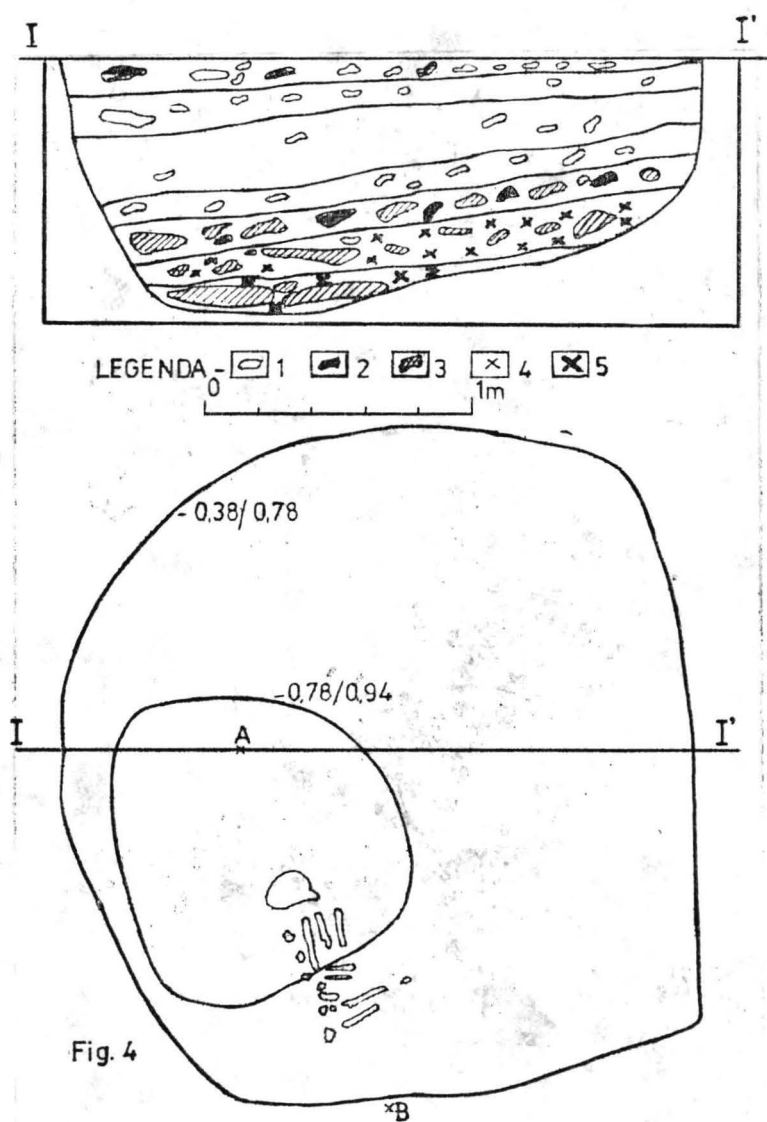 I I'
LEGENDA - 1 2 3 × 4 × 5
0 1m
- 0,38/0,78
- 0,78/0,94
I A I'
Fig. 4
×B